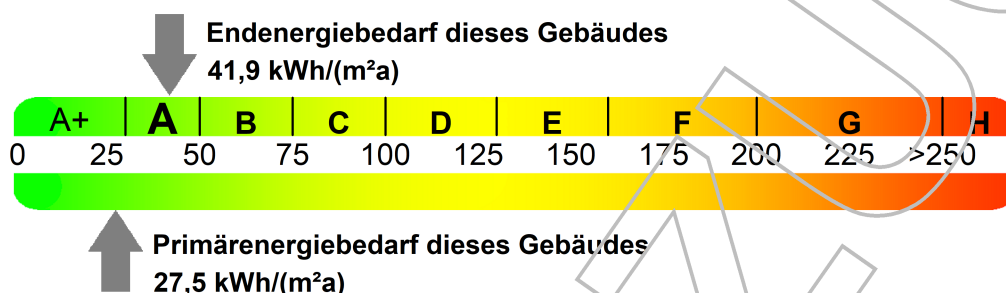 Endenergiebedarf dieses Gebäudes
41,9 kWh/(m²a)
A+ A B C D E F G H
0 25 50 75 100 125 150 175 200 225 >250
Primärenergiebedarf dieses Gebäudes
27,5 kWh/(m²a)